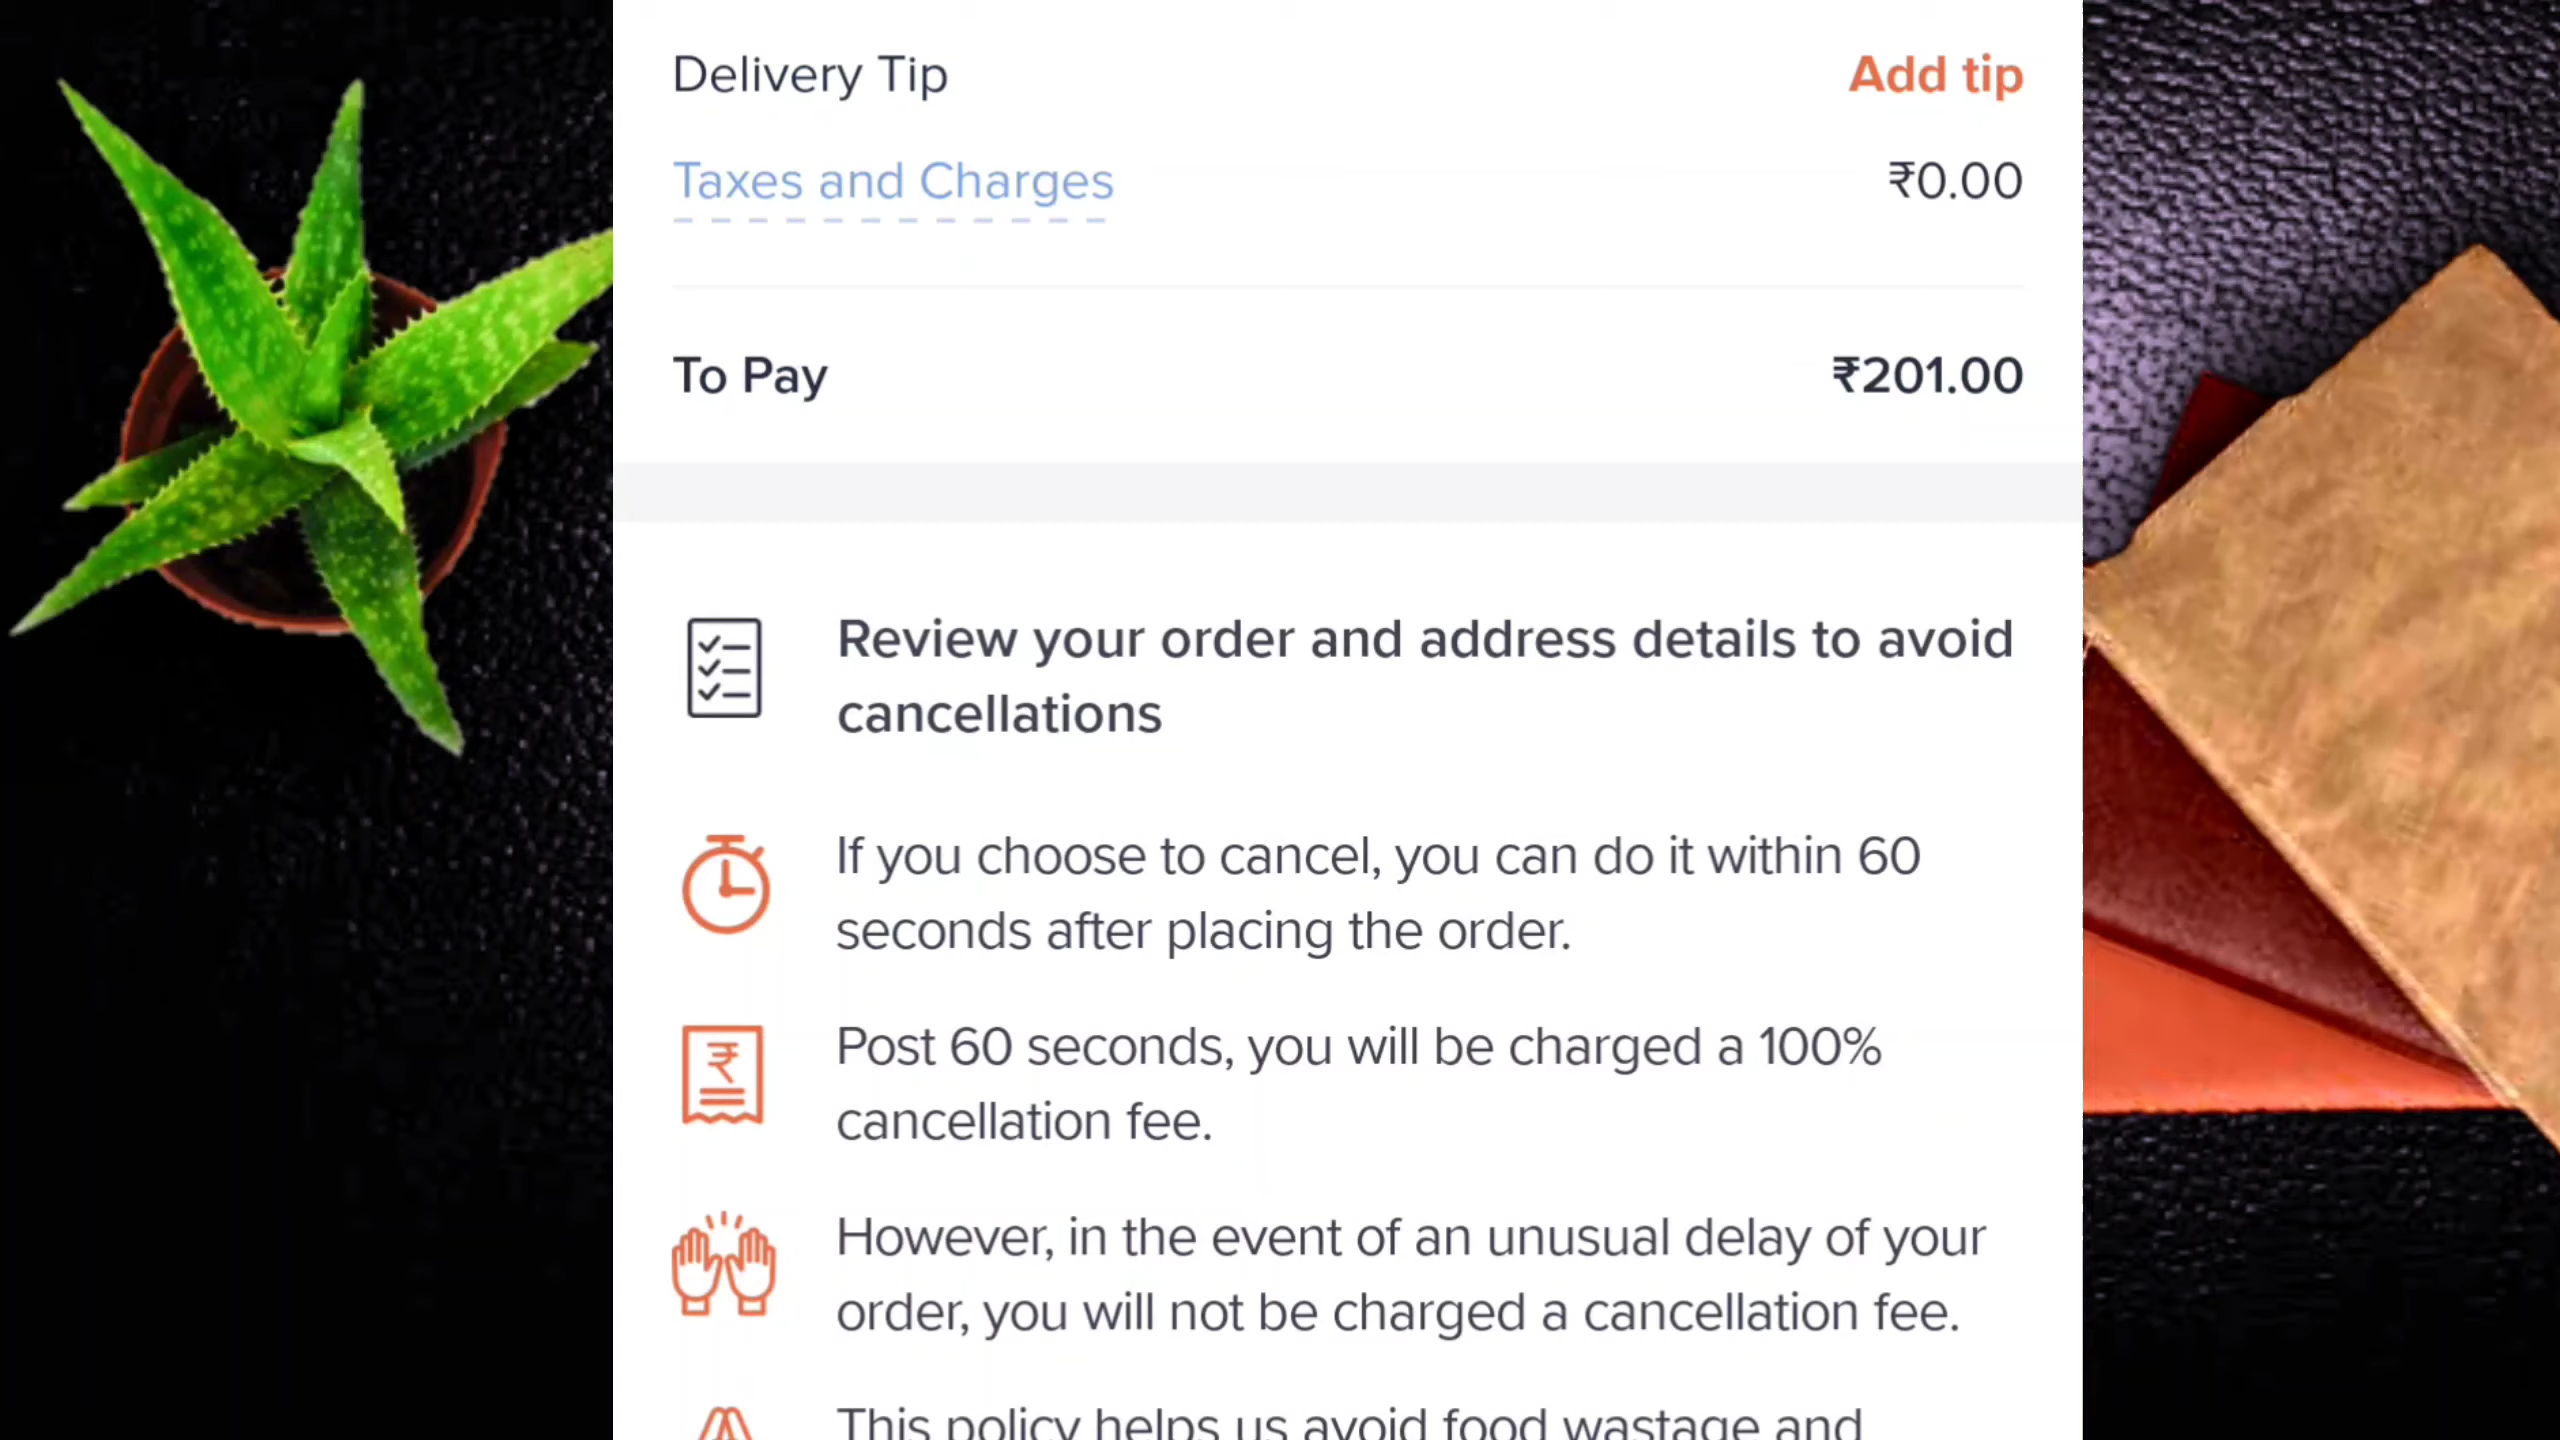 Delivery Tip Add tip
Taxes and Charges ₹0.00
To Pay ₹201.00
Review your order and address details to avoid
cancellations
If you choose to cancel, you can do it within 60
seconds after placing the order.
Post 60 seconds, you will be charged a 100%
cancellation fee.
However, in the event of an unusual delay of your
order, you will not be charged a cancellation fee.
This policy helps us avoid food wastage and